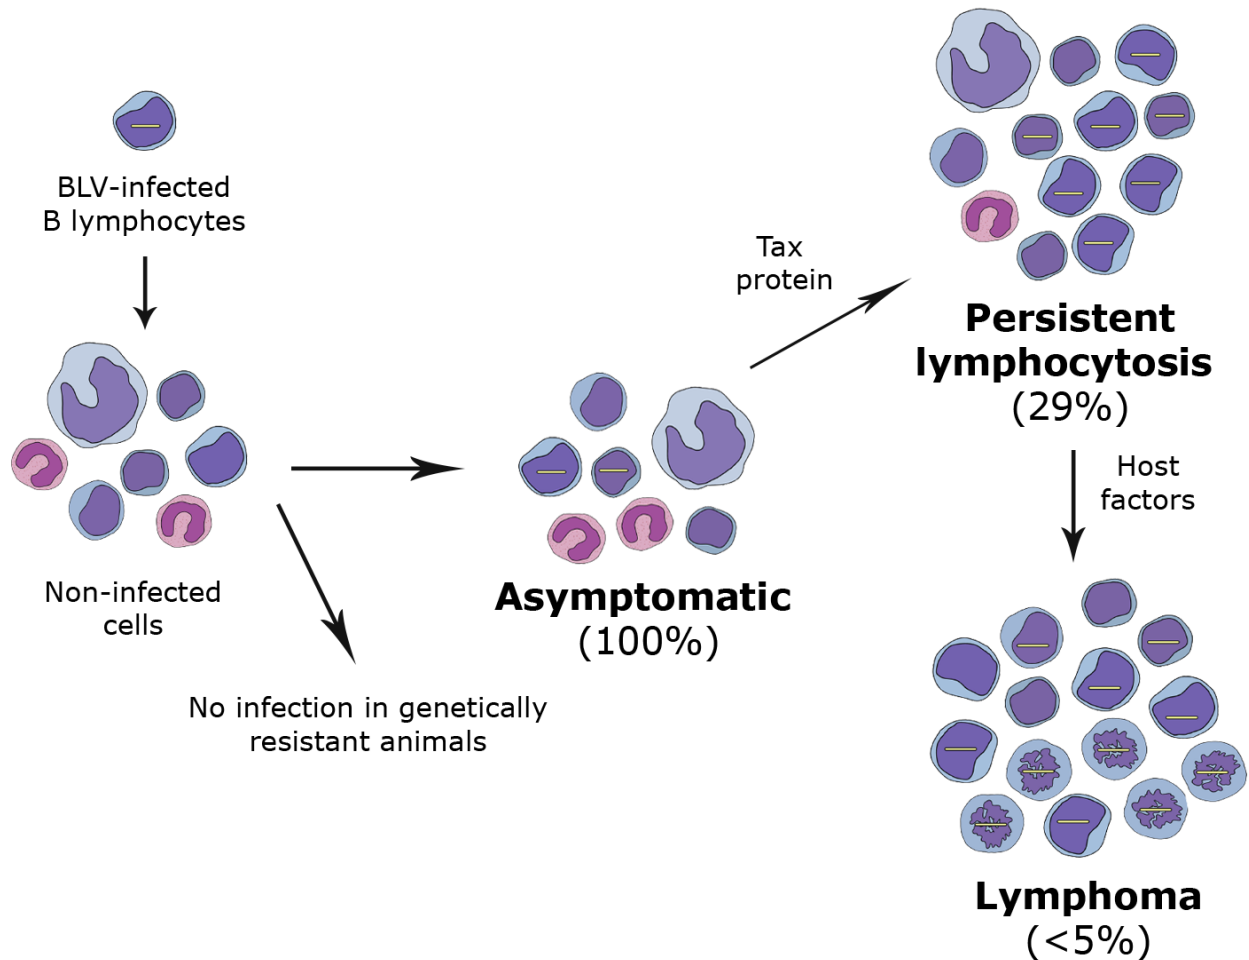 BLV-infected
B lymphocytes
Non-infected
cells
No infection in genetically
resistant animals
Asymptomatic
(100%)
Tax
protein
Persistent
lymphocytosis
(29%)
Host
factors
Lymphoma
(<5%)